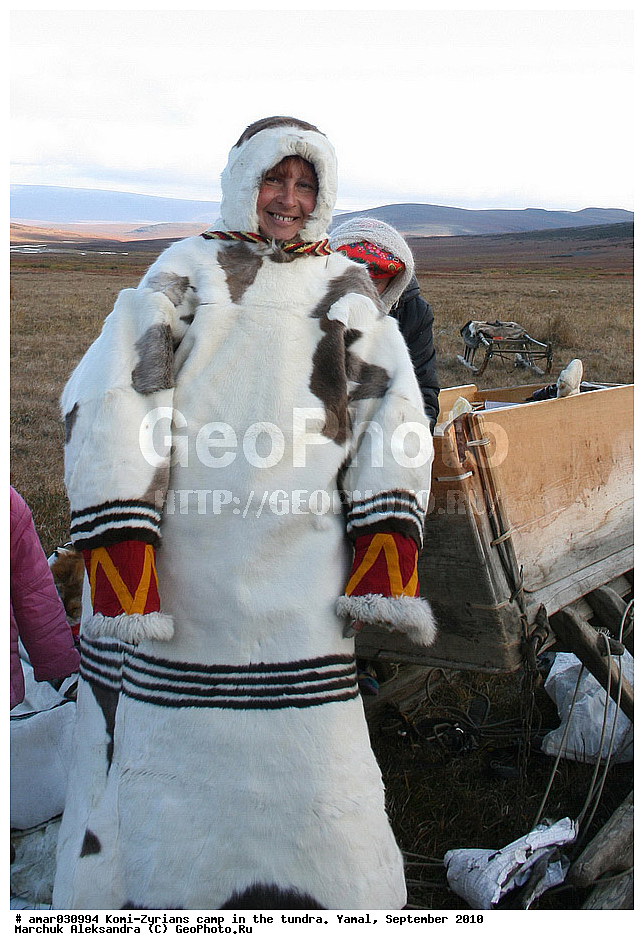 GeoPhoto
HTTP://GEOPHOTO.RU
# amar030994 Komi-Zyrians camp in the tundra. Yamal, September 2010
Marchuk Aleksandra (C) GeoPhoto.Ru